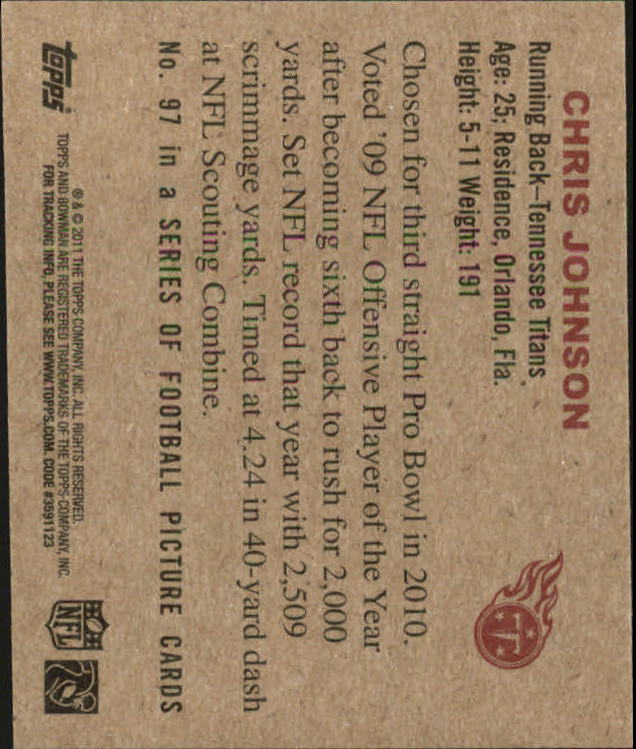 CHRIS JOHNSON
Running Back–Tennessee Titans
Age: 25; Residence, Orlando, Fla.
Height: 5-11 Weight: 191
T
Chosen for third straight Pro Bowl in 2010.
Voted '09 NFL Offensive Player of the Year
after becoming sixth back to rush for 2,000
yards. Set NFL record that year with 2,509
scrimmage yards. Timed at 4.24 in 40-yard dash
at NFL Scouting Combine.
No. 97 in a SERIES OF FOOTBALL PICTURE CARDS
topps
® & © 2011 THE TOPPS COMPANY, INC. ALL RIGHTS RESERVED.
TOPPS AND BOWMAN ARE REGISTERED TRADEMARKS OF THE TOPPS COMPANY, INC.
FOR TRACKING INFO, PLEASE SEE WWW.TOPPS.COM. CODE #3691123
NFL